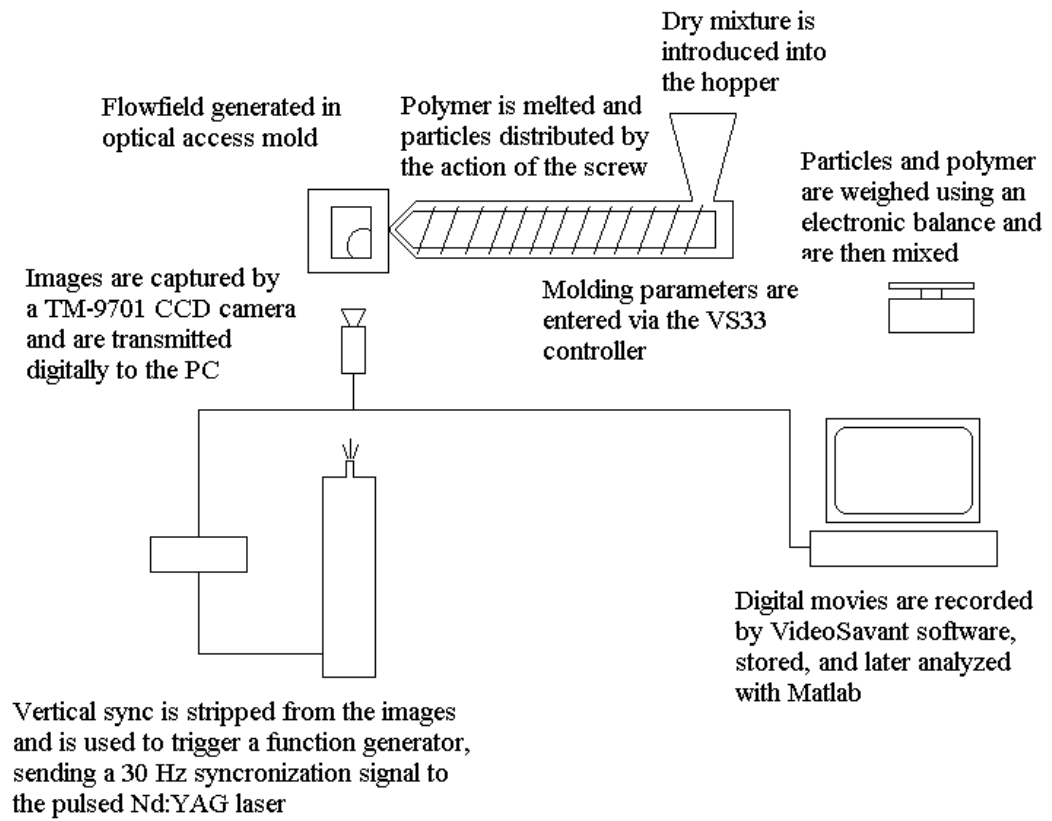 Dry mixture is
introduced into
the hopper
Flowfield generated in
optical access mold
Polymer is melted and
particles distributed by
the action of the screw
Particles and polymer
are weighed using an
electronic balance and
are then mixed
Images are captured by
a TM-9701 CCD camera
and are transmitted
digitally to the PC
Molding parameters are
entered via the VS33
controller
Digital movies are recorded
by VideoSavant software,
stored, and later analyzed
with Matlab
Vertical sync is stripped from the images
and is used to trigger a function generator,
sending a 30 Hz syncronization signal to
the pulsed Nd:YAG laser